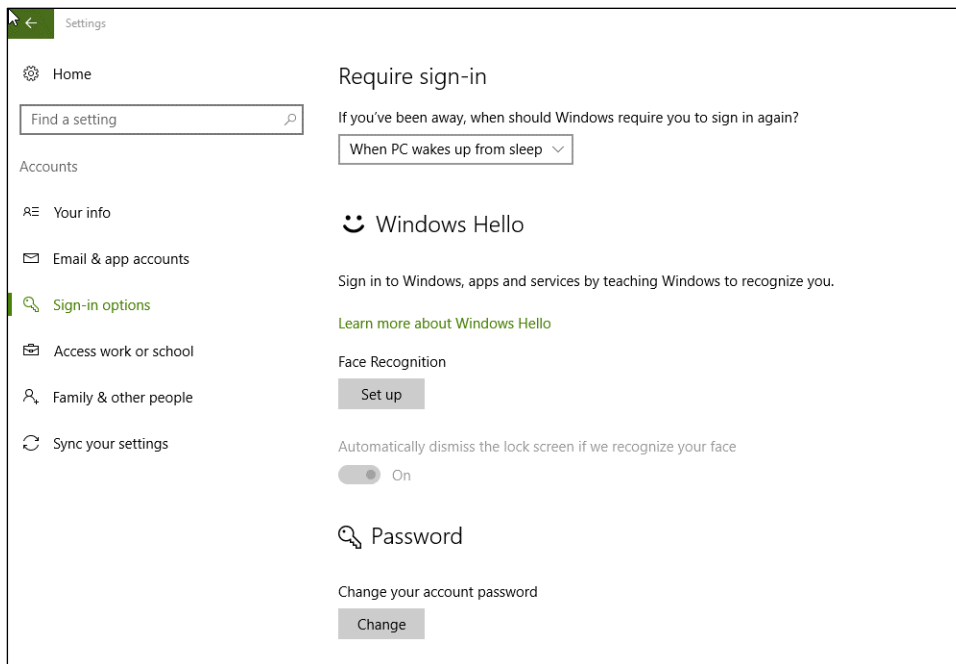 Settings
Home
Find a setting
Accounts
Your info
Email & app accounts
Sign-in options
Access work or school
Family & other people
Sync your settings
Require sign-in
If you've been away, when should Windows require you to sign in again?
When PC wakes up from sleep
Windows Hello
Sign in to Windows, apps and services by teaching Windows to recognize you.
Learn more about Windows Hello
Face Recognition
Set up
Automatically dismiss the lock screen if we recognize your face
On
Password
Change your account password
Change